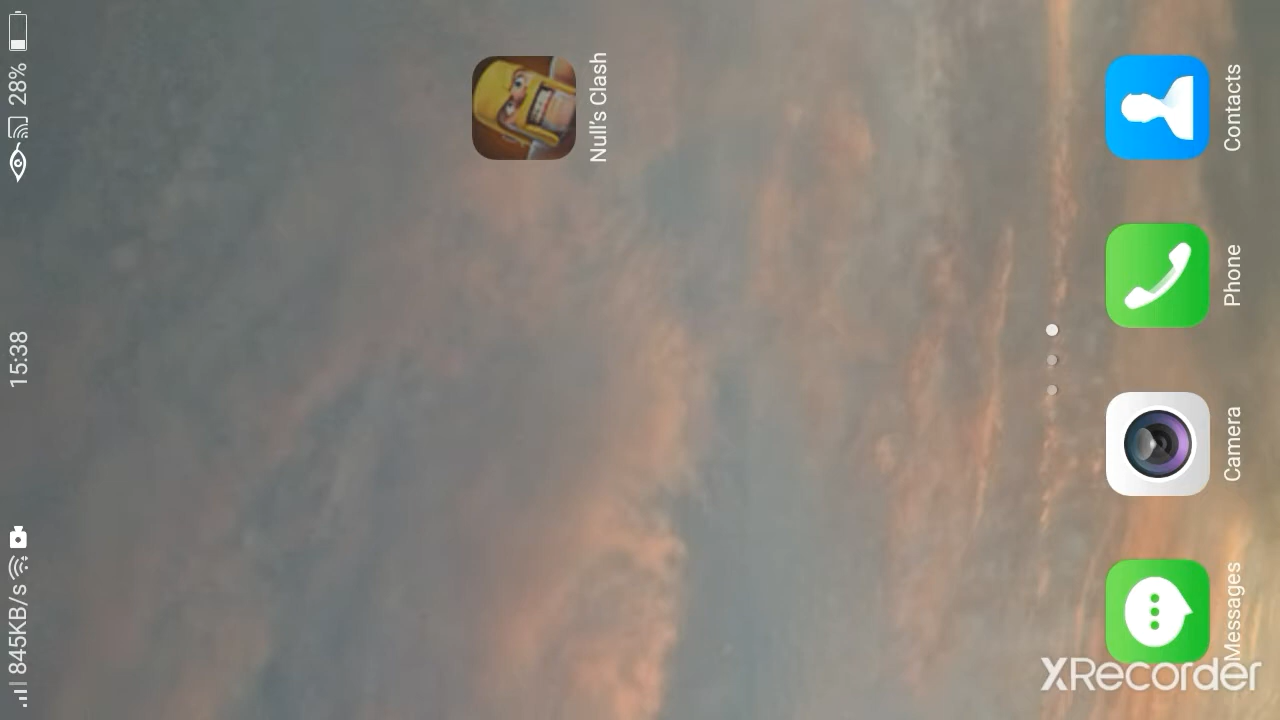 845KB/s
15:38
28%
Null's Clash
Messages
Camera
Phone
Contacts
XRecorder